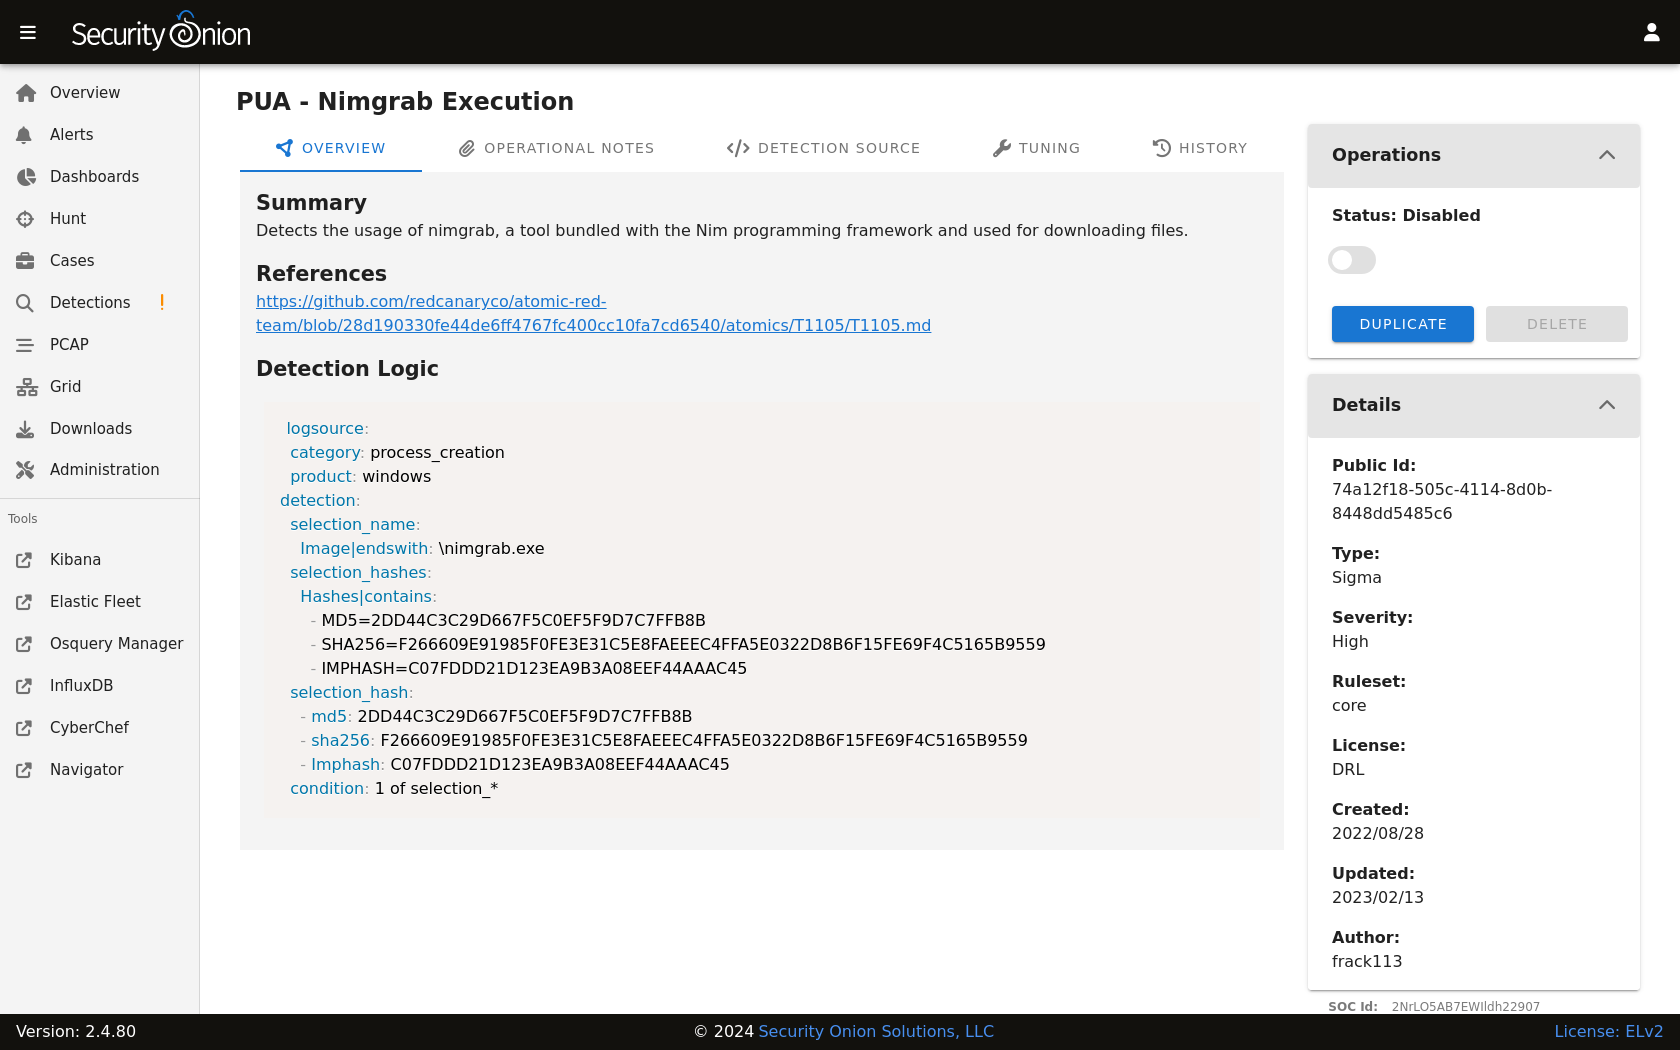 Security Onion
Overview
Alerts
Dashboards
Hunt
Cases
Detections !
PCAP
Grid
Downloads
Administration
Tools
Kibana
Elastic Fleet
Osquery Manager
InfluxDB
CyberChef
Navigator
PUA - Nimgrab Execution
OVERVIEW OPERATIONAL NOTES DETECTION SOURCE TUNING HISTORY
Summary
Detects the usage of nimgrab, a tool bundled with the Nim programming framework and used for downloading files.
References
https://github.com/redcanaryco/atomic-red-
team/blob/28d190330fe44de6ff4767fc400cc10fa7cd6540/atomics/T1105/T1105.md
Detection Logic
logsource:
category: process_creation
product: windows
detection:
selection_name:
Image|endswith: \nimgrab.exe
selection_hashes:
Hashes|contains:
- MD5=2DD44C3C29D667F5C0EF5F9D7C7FFB8B
- SHA256=F266609E91985F0FE3E31C5E8FAEEEC4FFA5E0322D8B6F15FE69F4C5165B9559
- IMPHASH=C07FDDD21D123EA9B3A08EEF44AAAC45
selection_hash:
- md5: 2DD44C3C29D667F5C0EF5F9D7C7FFB8B
- sha256: F266609E91985F0FE3E31C5E8FAEEEC4FFA5E0322D8B6F15FE69F4C5165B9559
- Imphash: C07FDDD21D123EA9B3A08EEF44AAAC45
condition: 1 of selection_*
Operations
Status: Disabled
DUPLICATE DELETE
Details
Public Id:
74a12f18-505c-4114-8d0b-
8448dd5485c6
Type:
Sigma
Severity:
High
Ruleset:
core
License:
DRL
Created:
2022/08/28
Updated:
2023/02/13
Author:
frack113
SOC Id: 2NrLO5AB7EWIldh22907
Version: 2.4.80
© 2024 Security Onion Solutions, LLC
License: ELv2